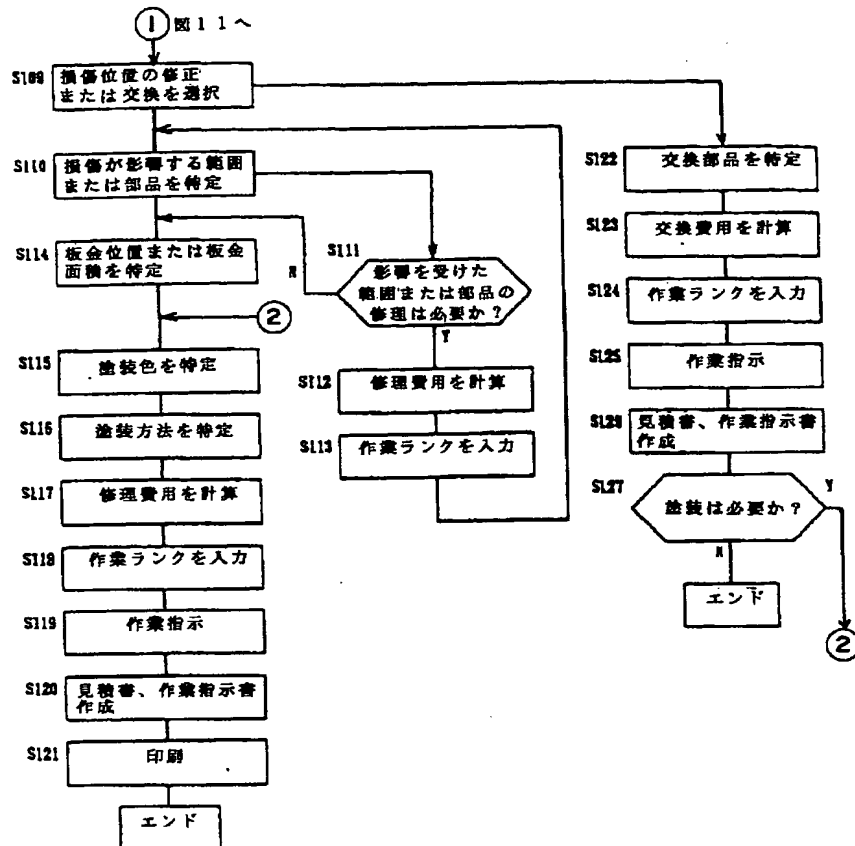 1 図11へ
S109 損傷位置の修正
または交換を選択
S110 損傷が影響する範囲
または部品を特定
S114 板金位置または板金
面積を特定
2
S115 塗装色を特定
S116 塗装方法を特定
S117 修理費用を計算
S118 作業ランクを入力
S119 作業指示
S120 見積書、作業指示書
作成
S121 印刷
エンド
S111
影響を受けた
範囲または部品の
修理は必要か?
N
Y
S112 修理費用を計算
S113 作業ランクを入力
S122 交換部品を特定
S123 交換費用を計算
S124 作業ランクを入力
S125 作業指示
S128 見積書、作業指示書
作成
S127 塗装は必要か?
Y
N
エンド
2